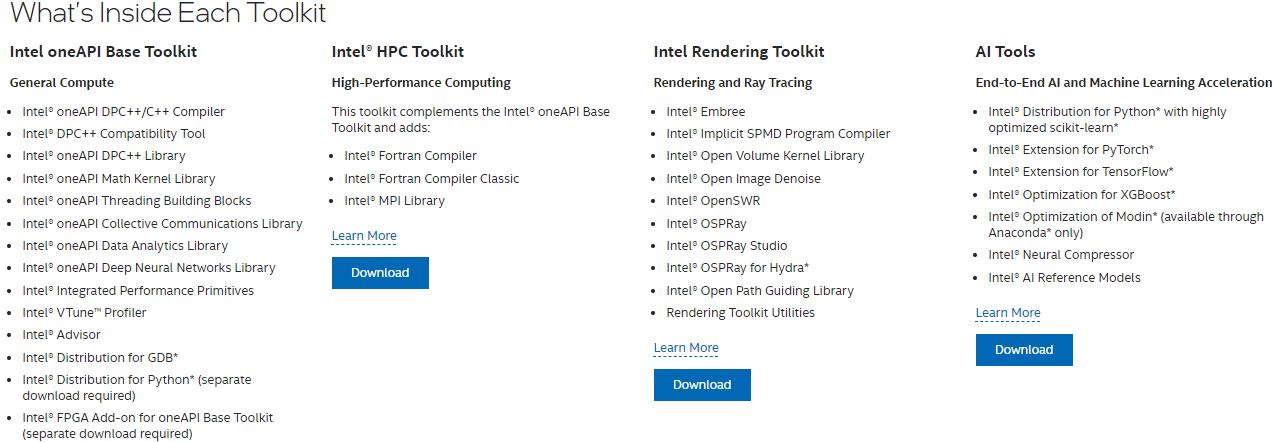 What's Inside Each Toolkit
Intel oneAPI Base Toolkit
General Compute
• Intel® oneAPI DPC++/C++ Compiler
• Intel® DPC++ Compatibility Tool
• Intel® oneAPI DPC++ Library
• Intel® oneAPI Math Kernel Library
• Intel® oneAPI Threading Building Blocks
• Intel® oneAPI Collective Communications Library
• Intel® oneAPI Data Analytics Library
• Intel® oneAPI Deep Neural Networks Library
• Intel® Integrated Performance Primitives
• Intel® VTune™ Profiler
• Intel® Advisor
• Intel® Distribution for GDB*
• Intel® Distribution for Python* (separate
download required)
• Intel® FPGA Add-on for oneAPI Base Toolkit
(separate download required)
Intel® HPC Toolkit
High-Performance Computing
This toolkit complements the Intel® oneAPI Base
Toolkit and adds:
• Intel® Fortran Compiler
• Intel® Fortran Compiler Classic
• Intel® MPI Library
Learn More
Download
Intel Rendering Toolkit
Rendering and Ray Tracing
• Intel® Embree
• Intel® Implicit SPMD Program Compiler
• Intel® Open Volume Kernel Library
• Intel® Open Image Denoise
• Intel® OpenSWR
• Intel® OSPRay
• Intel® OSPRay Studio
• Intel® OSPRay for Hydra*
• Intel® Open Path Guiding Library
• Rendering Toolkit Utilities
Learn More
Download
AI Tools
End-to-End AI and Machine Learning Acceleration
• Intel® Distribution for Python* with highly
optimized scikit-learn*
• Intel® Extension for PyTorch*
• Intel® Extension for TensorFlow*
• Intel® Optimization for XGBoost*
• Intel® Optimization of Modin* (available through
Anaconda* only)
• Intel® Neural Compressor
• Intel® AI Reference Models
Learn More
Download